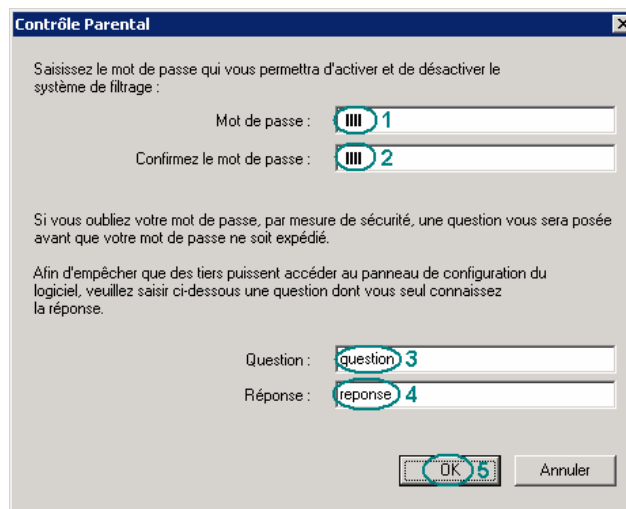 Contrôle Parental
Saisissez le mot de passe qui vous permettra d'activer et de désactiver le
système de filtrage :
Mot de passe : 1
Confirmez le mot de passe : 2
Si vous oubliez votre mot de passe, par mesure de sécurité, une question vous sera posée
avant que votre mot de passe ne soit expédié.
Afin d'empêcher que des tiers puissent accéder au panneau de configuration du
logiciel, veuillez saisir ci-dessous une question dont vous seul connaissez
la réponse.
Question : question 3
Réponse : reponse 4
OK 5 Annuler